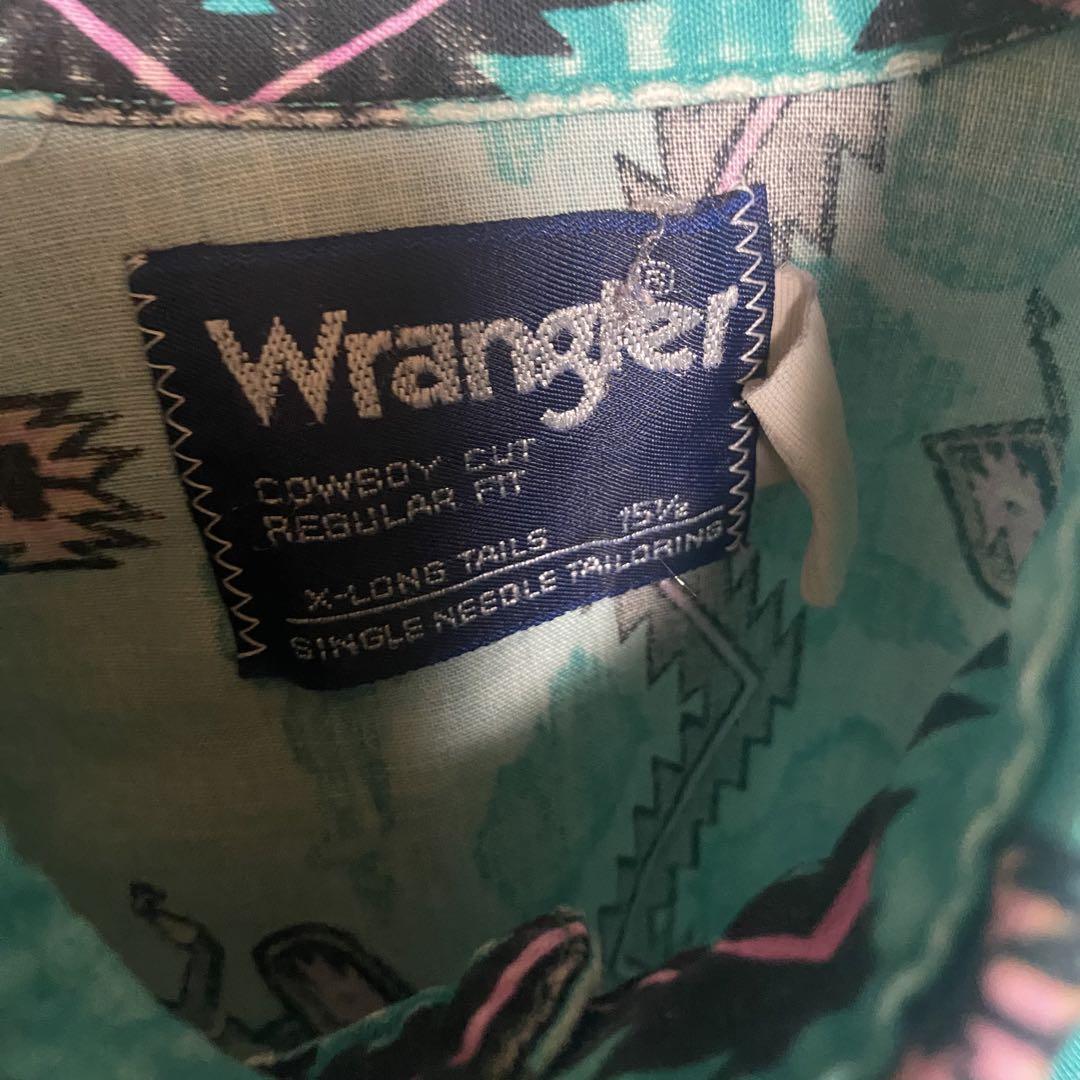 Wrangler®
COWBOY CUT
REGULAR FIT
X-LONG TAILS 15½
SINGLE NEEDLE TAILORING